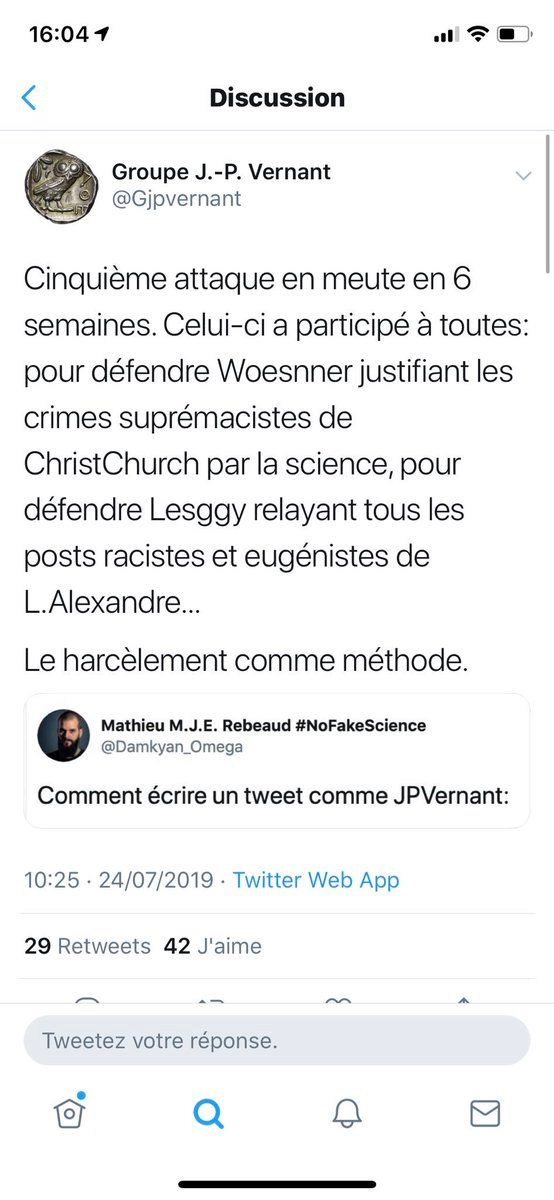 16:04
Discussion
Groupe J.-P. Vernant
@Gjpvernant
Cinquième attaque en meute en 6
semaines. Celui-ci a participé à toutes:
pour défendre Woesnner justifiant les
crimes suprémacistes de
ChristChurch par la science, pour
défendre Lesggy relayant tous les
posts racistes et eugénistes de
L.Alexandre...
Le harcèlement comme méthode.
Mathieu M.J.E. Rebeaud #NoFakeScience
@Damkyan_Omega
Comment écrire un tweet comme JPVernant:
10:25 · 24/07/2019 · Twitter Web App
29 Retweets 42 J'aime
Tweetez votre réponse.